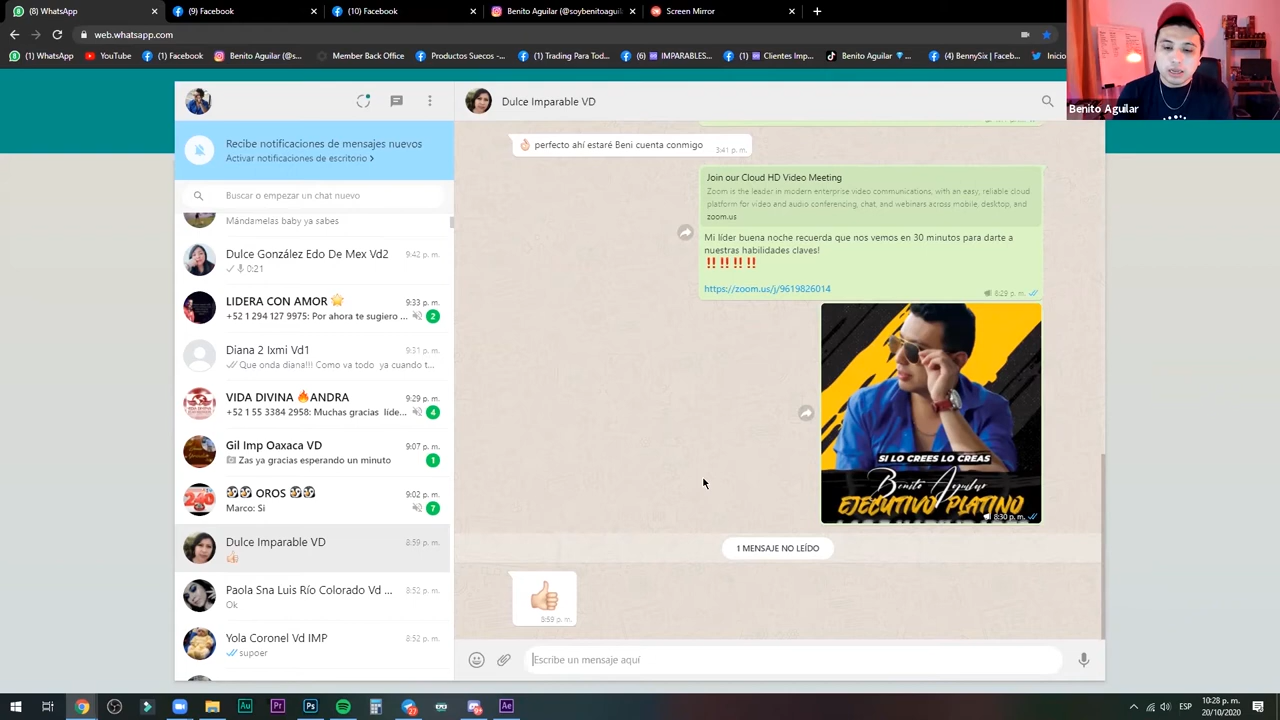 (8) WhatsApp
(9) Facebook
(10) Facebook
Benito Aguilar (@soybenitoaguila
Screen Mirror
web.whatsapp.com
(1) WhatsApp
YouTube
(1) Facebook
Benito Aguilar (@s...
Members Back Offi...
Productos Suceso...
(1) Trafling Zea Tod...
(6) IMP
RABLES...
(1) Clientes Imp...
Benito Aguilar
(4) BennySix | Faceb...
Inicio
Benito Aguilar
Recibe notificaciones de mensajes nuevos
Activar notificaciones de escritorio >
Buscar o empezar un chat nuevo
Mándamelas baby ya sabes
Dulce González Edo De Mex Vd2
9:42 p. m.
0:21
LIDERA CON AMOR
9:33 p. m.
+52 1 294 127 9975: Por ahora te sugiero ...
2
Diana 2 Ixmi Vd1
9:31 p. m.
Que onda diana!!! Como va todo ya cuando t...
VIDA DIVINA 🔥ANDRA
9:29 p. m.
+52 1 55 3384 2958: Muchas gracias líde...
4
Gil Imp Oaxaca VD
9:07 p. m.
Zas ya gracias esperando un minuto
1
OROS
9:02 p. m.
Marco: Si
7
Dulce Imparable VD
8:59 p. m.
Paola Sna Luis Río Colorado Vd ...
8:52 p. m.
Ok
Yola Coronel Vd IMP
8:52 p. m.
supoer
Dulce Imparable VD
perfecto ahí estaré Beni cuenta conmigo
3:41 p. m.
Join our Cloud HD Video Meeting
Zoom is the leader in modern enterprise video communications, with an easy, reliable cloud
platform for video and audio conferencing, chat, and webinars across mobile, desktop, and
zoom.us
Mi líder buena noche recuerda que nos vemos en 30 minutos para darte a
nuestras habilidades claves!
‼️‼️‼️‼️
https://zoom.us/j/9619826014
8:29 p. m.
SI LO CREES LO CREAS
Benito Aguilar
EJECUTIVO PLATINO
8:30 p. m.
1 MENSAJE NO LEÍDO
8:59 p. m.
Escribe un mensaje aquí
27
ESP
10:28 p. m.
20/10/2020